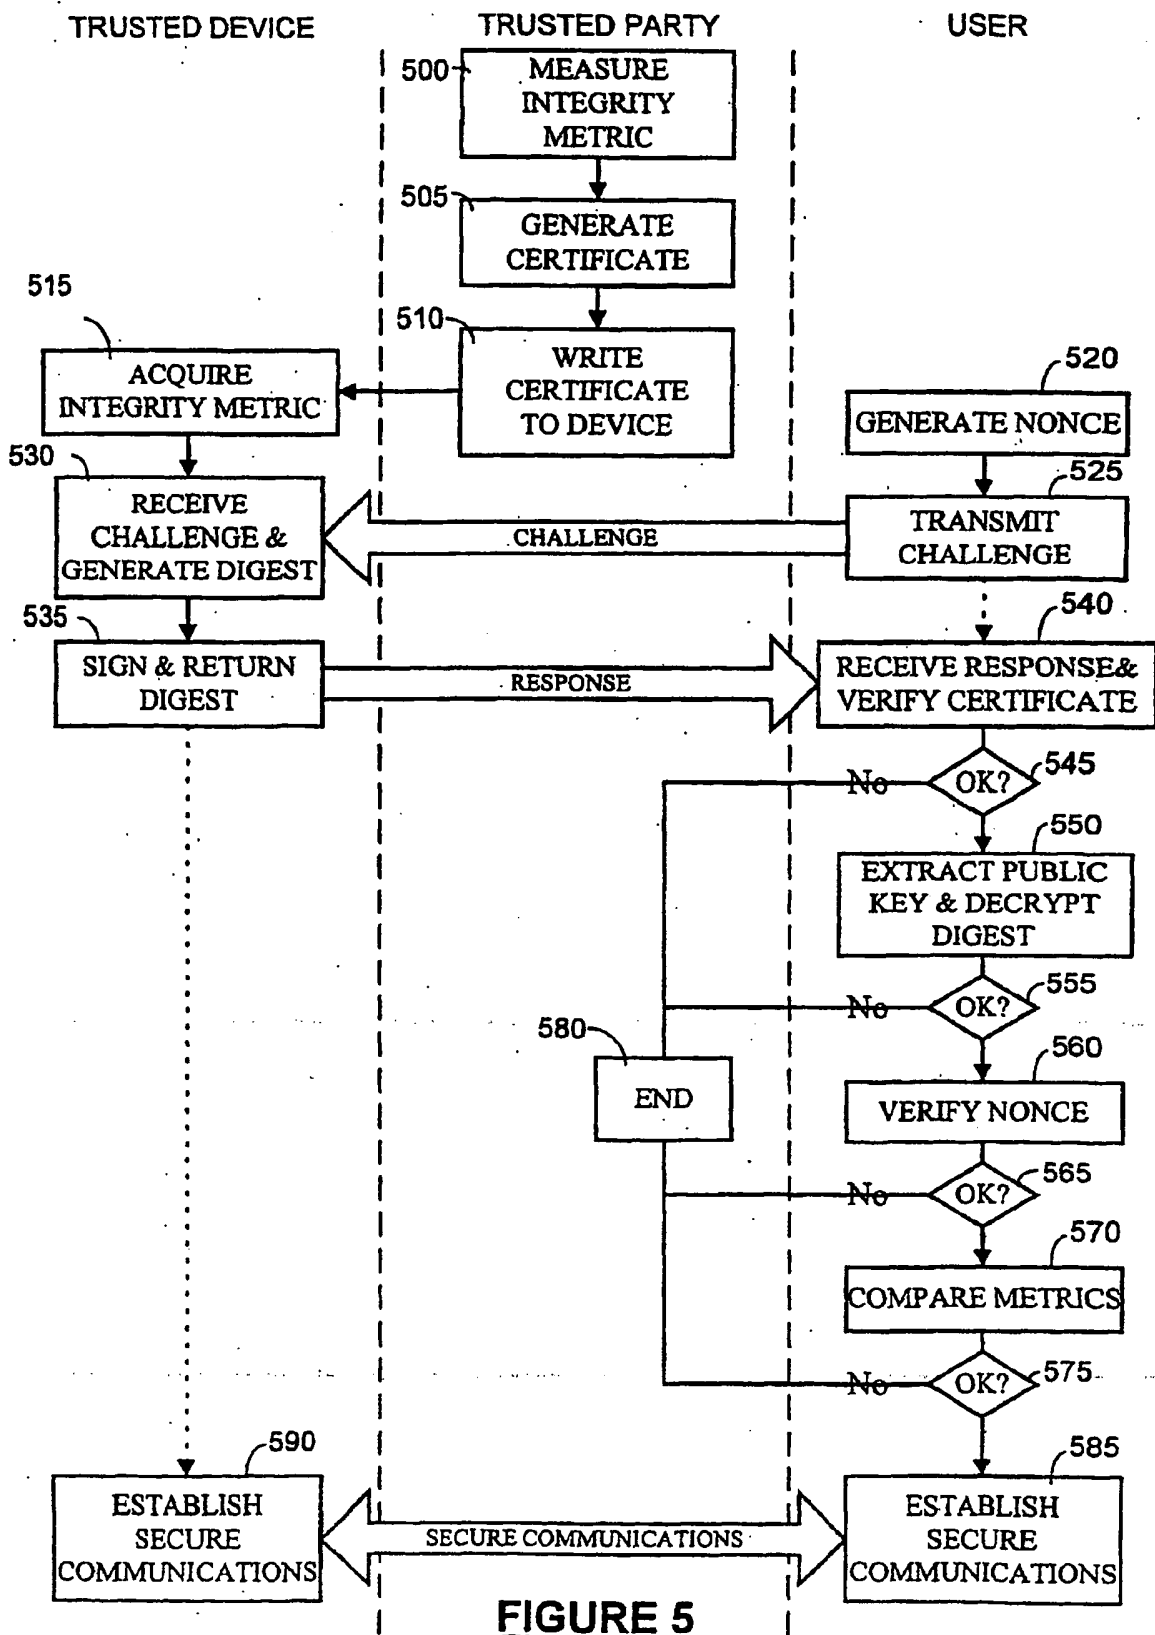 TRUSTED DEVICE
TRUSTED PARTY
USER
500
MEASURE
INTEGRITY
METRIC
505
GENERATE
CERTIFICATE
515
510
WRITE
CERTIFICATE
TO DEVICE
ACQUIRE
INTEGRITY METRIC
520
GENERATE NONCE
530
RECEIVE
CHALLENGE &
GENERATE DIGEST
525
TRANSMIT
CHALLENGE
CHALLENGE
535
SIGN & RETURN
DIGEST
RESPONSE
540
RECEIVE RESPONSE&
VERIFY CERTIFICATE
No
OK?
545
550
EXTRACT PUBLIC
KEY & DECRYPT
DIGEST
No
OK?
555
580
END
560
VERIFY NONCE
No
OK?
565
570
COMPARE METRICS
No
OK?
575
590
ESTABLISH
SECURE
COMMUNICATIONS
SECURE COMMUNICATIONS
585
ESTABLISH
SECURE
COMMUNICATIONS
FIGURE 5